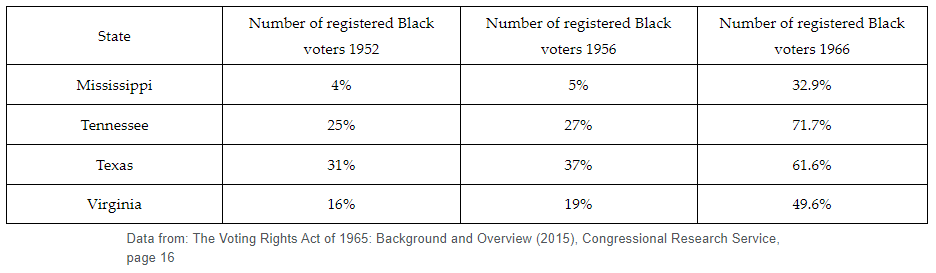 State
Number of registered Black
voters 1952
Number of registered Black
voters 1956
Number of registered Black
voters 1966
Mississippi 4% 5% 32.9%
Tennessee 25% 27% 71.7%
Texas 31% 37% 61.6%
Virginia 16% 19% 49.6%
Data from: The Voting Rights Act of 1965: Background and Overview (2015), Congressional Research Service,
page 16